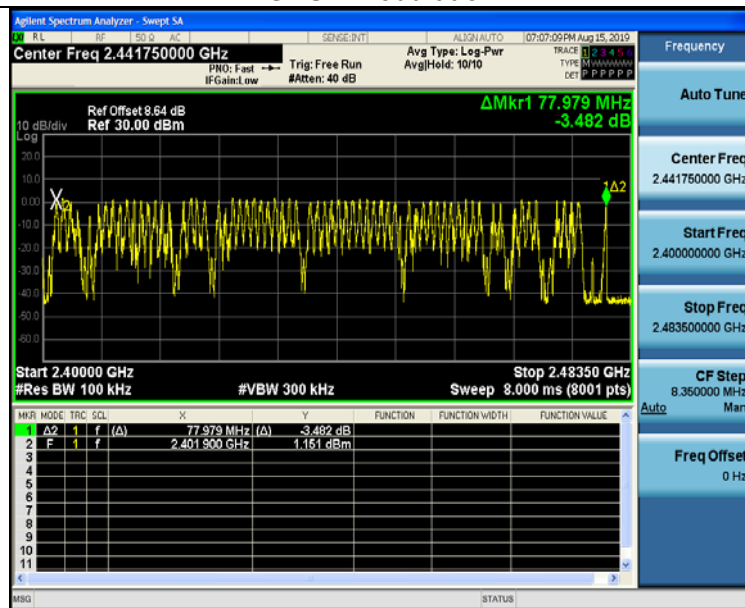 Agilent Spectrum Analyzer - Swept SA
LXI RL RF 50 Ω AC SENSE:INT ALIGN AUTO 07:07:09 PM Aug 15, 2019
Center Freq 2.441750000 GHz
PNO: Fast
IFGain:Low
Trig: Free Run
#Atten: 40 dB
Avg Type: Log-Pwr
Avg|Hold: 10/10
TRACE 1 2 3 4 5 6
TYPE MWWWWW
DET P P P P P P
Frequency
Auto Tune
Center Freq
2.441750000 GHz
Start Freq
2.400000000 GHz
Stop Freq
2.483500000 GHz
CF Step
8.350000 MHz
Auto Man
Freq Offset
0 Hz
ΔMkr1 77.979 MHz
-3.482 dB
Ref Offset 8.64 dB
10 dB/div Ref 30.00 dBm
Log
20.0
10.0
0.00
-10.0
-20.0
-30.0
-40.0
-50.0
-60.0
X2
1Δ2
Start 2.40000 GHz Stop 2.48350 GHz
#Res BW 100 kHz #VBW 300 kHz Sweep 8.000 ms (8001 pts)
MKR MODE TRC SCL X Y FUNCTION FUNCTION WIDTH FUNCTION VALUE
1 Δ2 1 f (Δ) 77.979 MHz (Δ) -3.482 dB
2 F 1 f 2.401 900 GHz 1.151 dBm
3
4
5
6
7
8
9
10
11
MSG STATUS